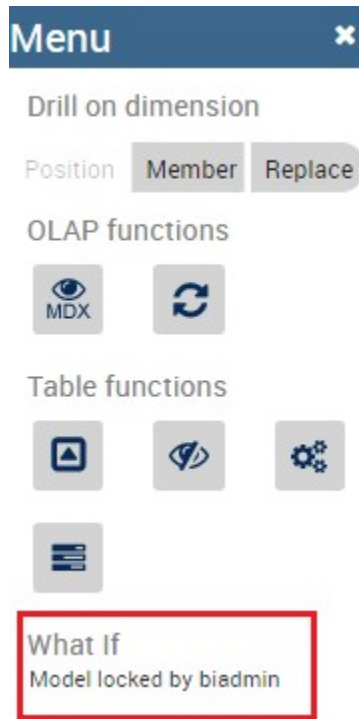 Menu
Drill on dimension
Position Member Replace
OLAP functions
MDX
Table functions
What If
Model locked by biadmin